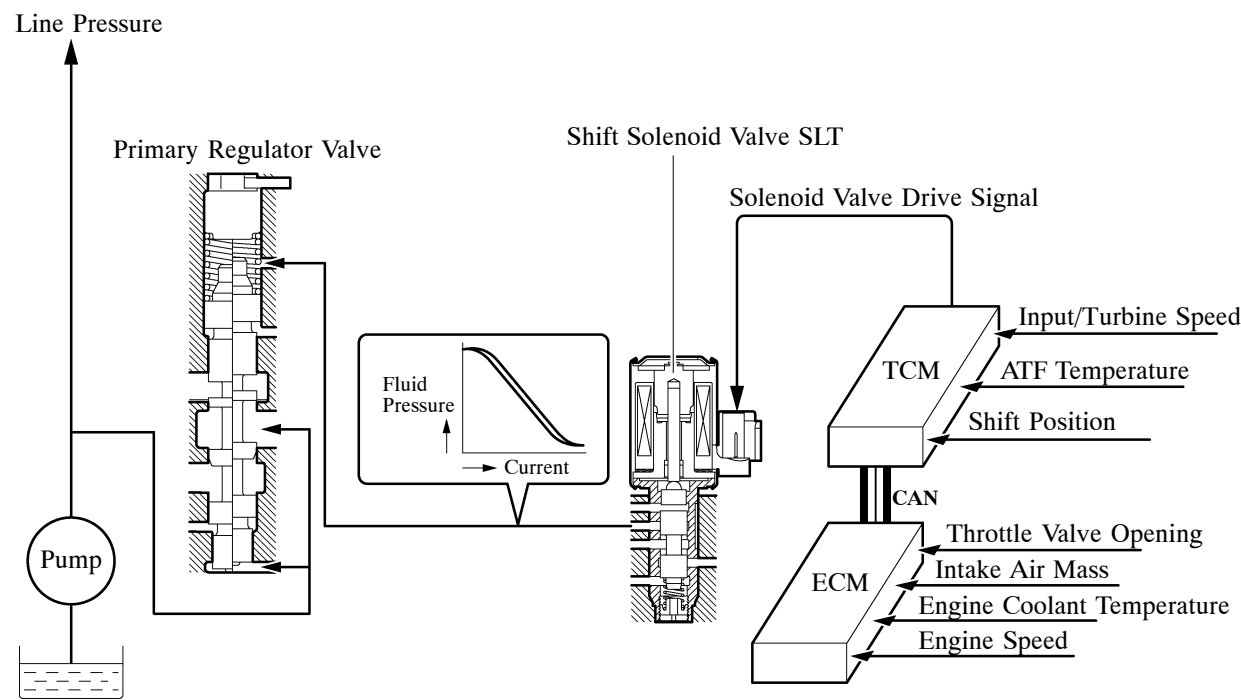 Line Pressure
Primary Regulator Valve
Shift Solenoid Valve SLT
Solenoid Valve Drive Signal
Input/Turbine Speed
TCM
ATF Temperature
Shift Position
Fluid
Pressure
Current
CAN
Throttle Valve Opening
Intake Air Mass
Pump
ECM
Engine Coolant Temperature
Engine Speed